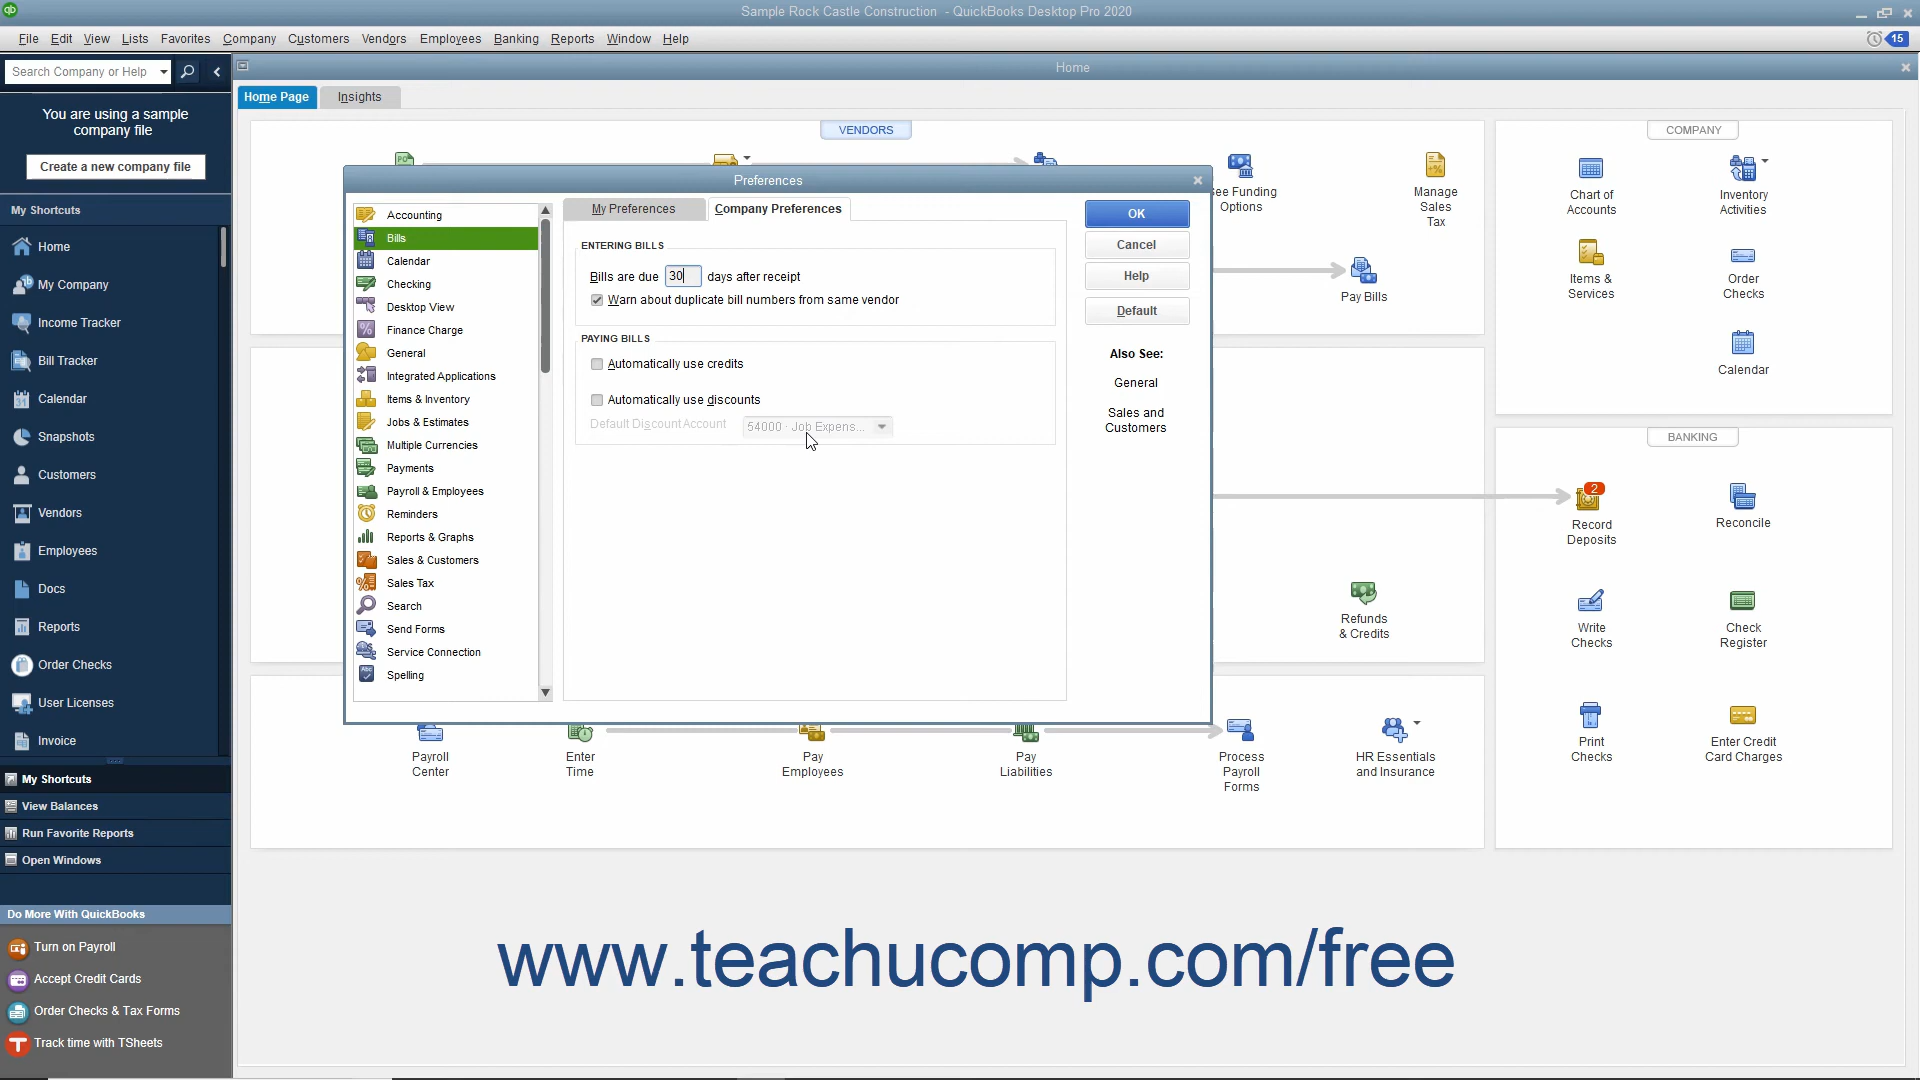 Sample Rock Castle Construction - QuickBooks Desktop Pro 2020
File Edit View Lists Favorites Company Customers Vendors Employees Banking Reports Window Help
15
Search Company or Help
Home
Home Page
Insights
You are using a sample
company file
Create a new company file
My Shortcuts
Home
My Company
Income Tracker
Bill Tracker
Calendar
Snapshots
Customers
Vendors
Employees
Docs
Reports
Order Checks
User Licenses
Invoice
My Shortcuts
View Balances
Run Favorite Reports
Open Windows
Do More With QuickBooks
Turn on Payroll
Accept Credit Cards
Order Checks & Tax Forms
Track time with TSheets
VENDORS
See Funding
Options
Manage
Sales
Tax
Pay Bills
Refunds
& Credits
Preferences
Accounting
Bills
Calendar
Checking
Desktop View
Finance Charge
General
Integrated Applications
Items & Inventory
Jobs & Estimates
Multiple Currencies
Payments
Payroll & Employees
Reminders
Reports & Graphs
Sales & Customers
Sales Tax
Search
Send Forms
Service Connection
Spelling
My Preferences
Company Preferences
ENTERING BILLS
Bills are due 30 days after receipt
Warn about duplicate bill numbers from same vendor
PAYING BILLS
Automatically use credits
Automatically use discounts
Default Discount Account 54000 · Job Expens...
OK
Cancel
Help
Default
Also See:
General
Sales and
Customers
Payroll
Center
Enter
Time
Pay
Employees
Pay
Liabilities
Process
Payroll
Forms
HR Essentials
and Insurance
COMPANY
Chart of
Accounts
Inventory
Activities
Items &
Services
Order
Checks
Calendar
BANKING
2
Record
Deposits
Reconcile
Write
Checks
Check
Register
Print
Checks
Enter Credit
Card Charges
www.teachucomp.com/free